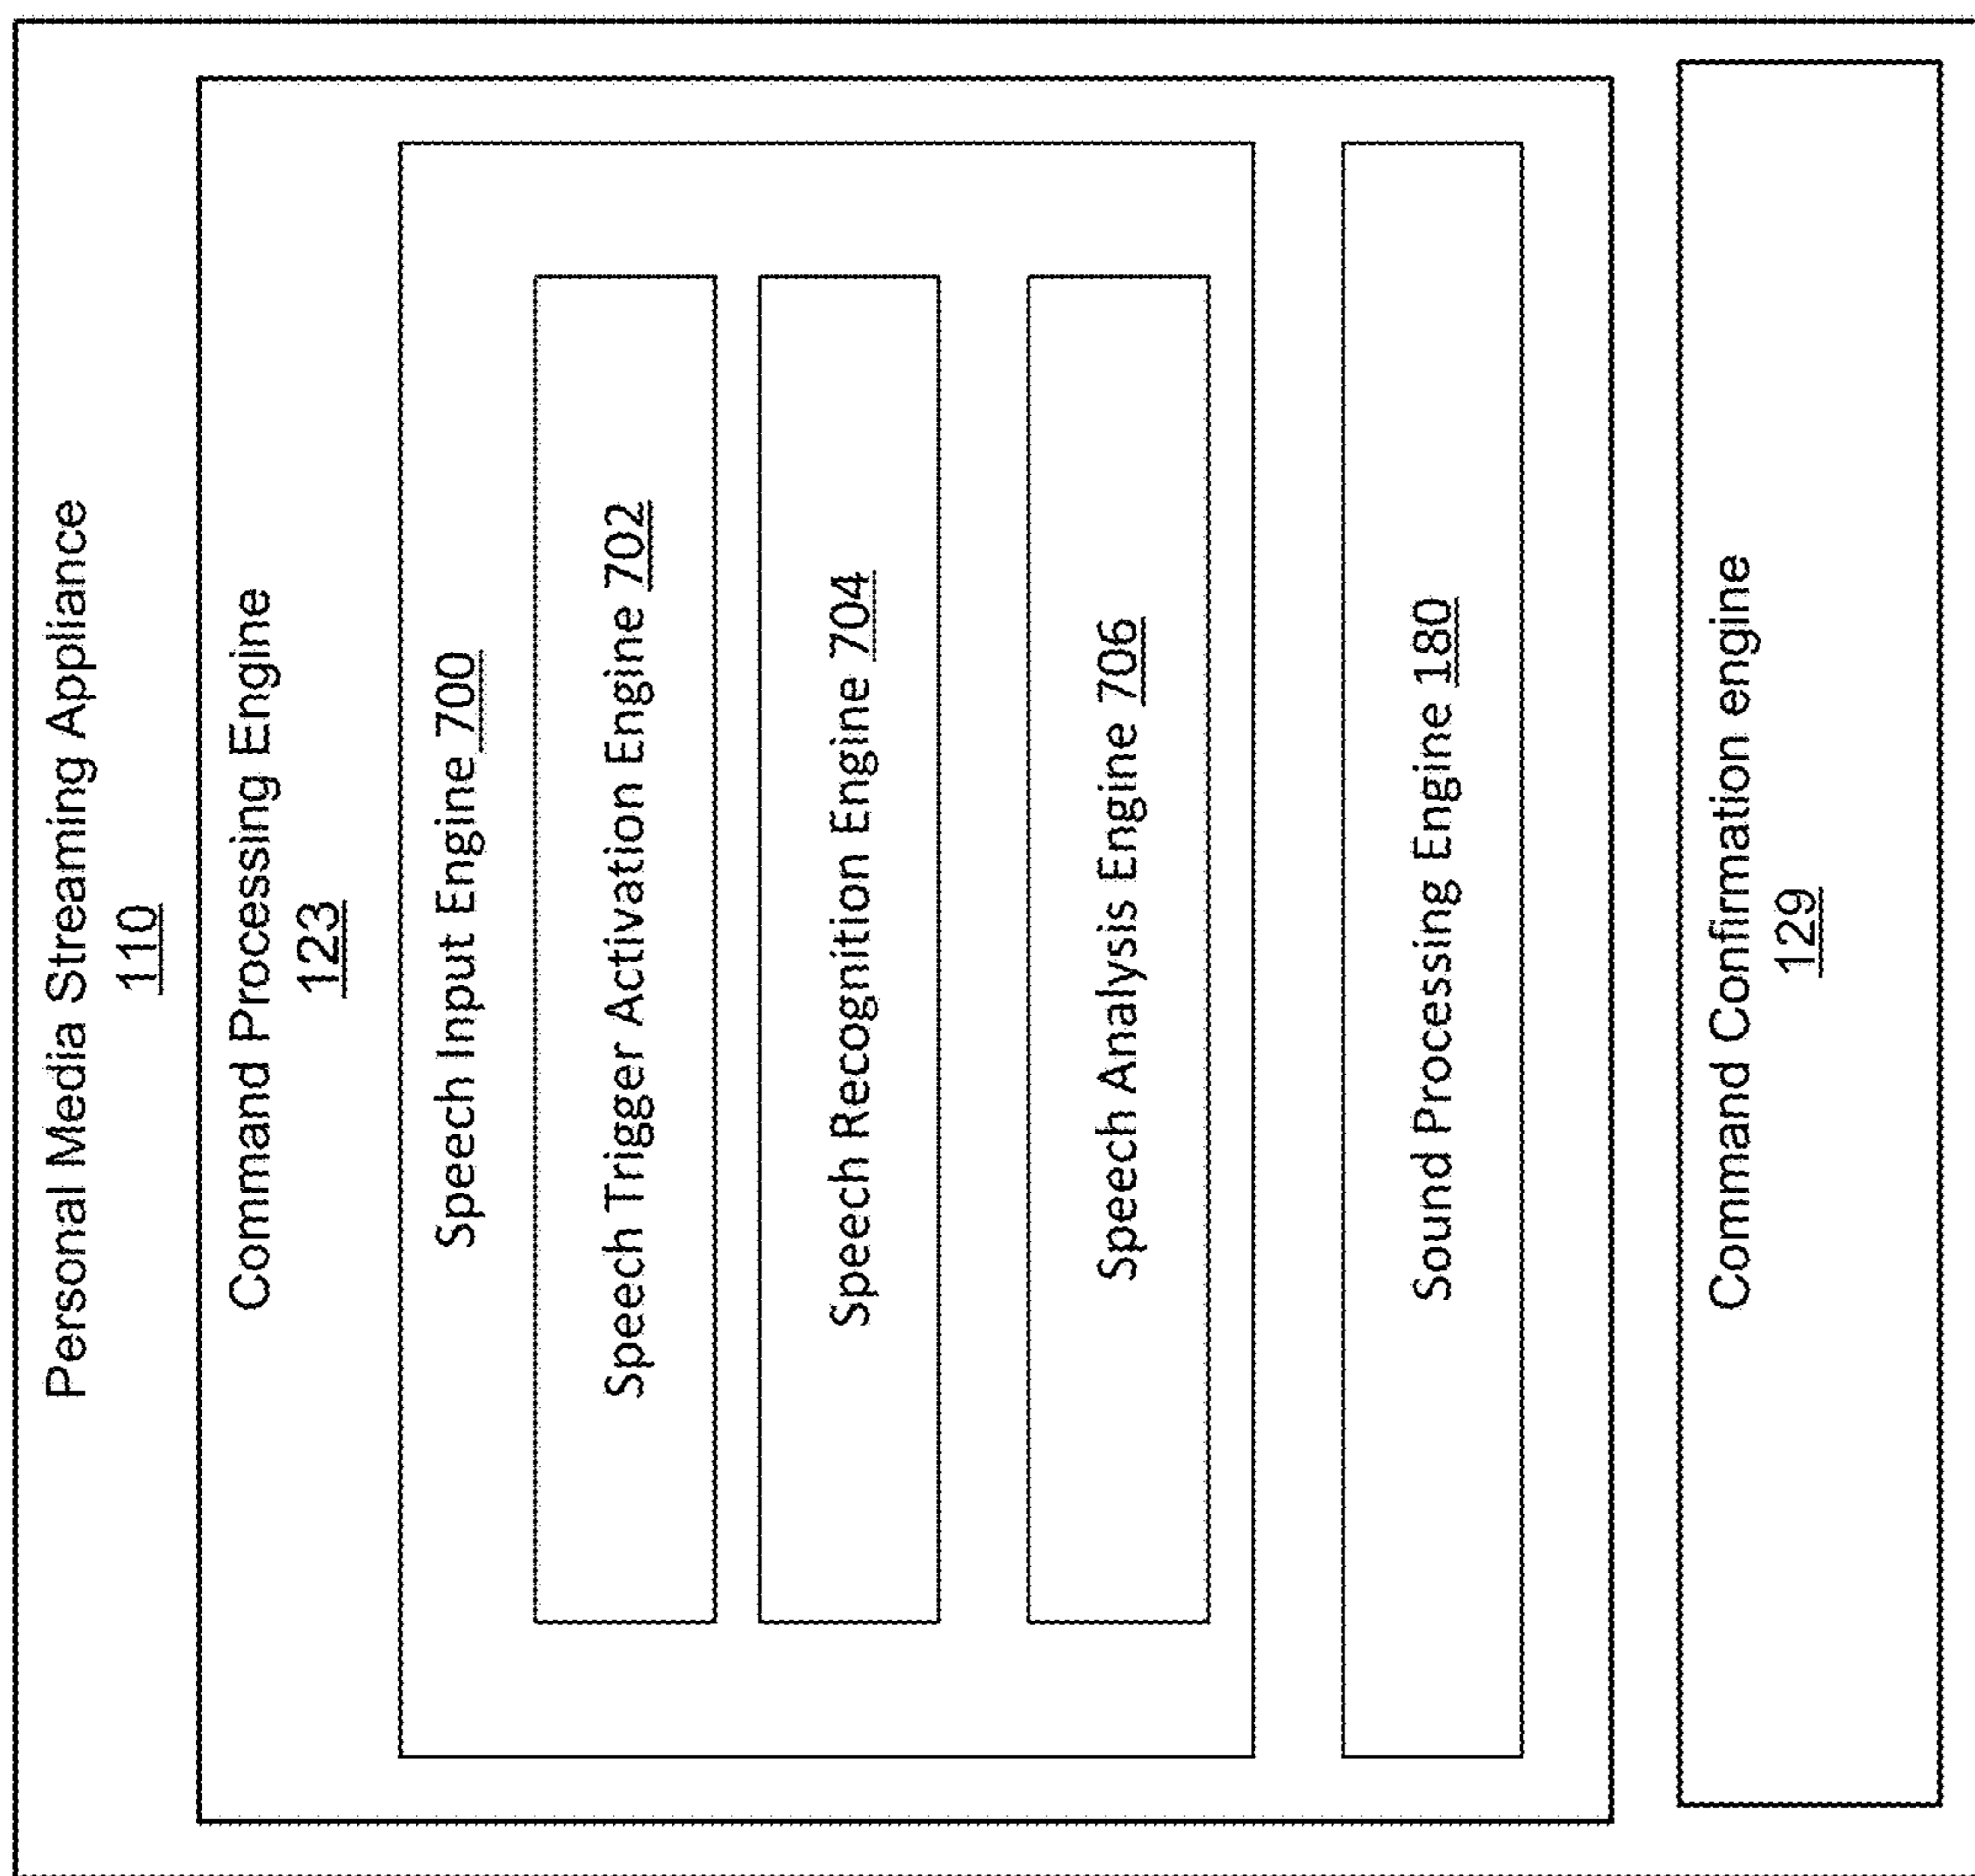 Personal Media Streaming Appliance
110
Command Processing Engine
123
Speech Input Engine 700
Speech Trigger Activation Engine 702
Speech Recognition Engine 704
Speech Analysis Engine 706
Sound Processing Engine 180
Command Confirmation engine
129